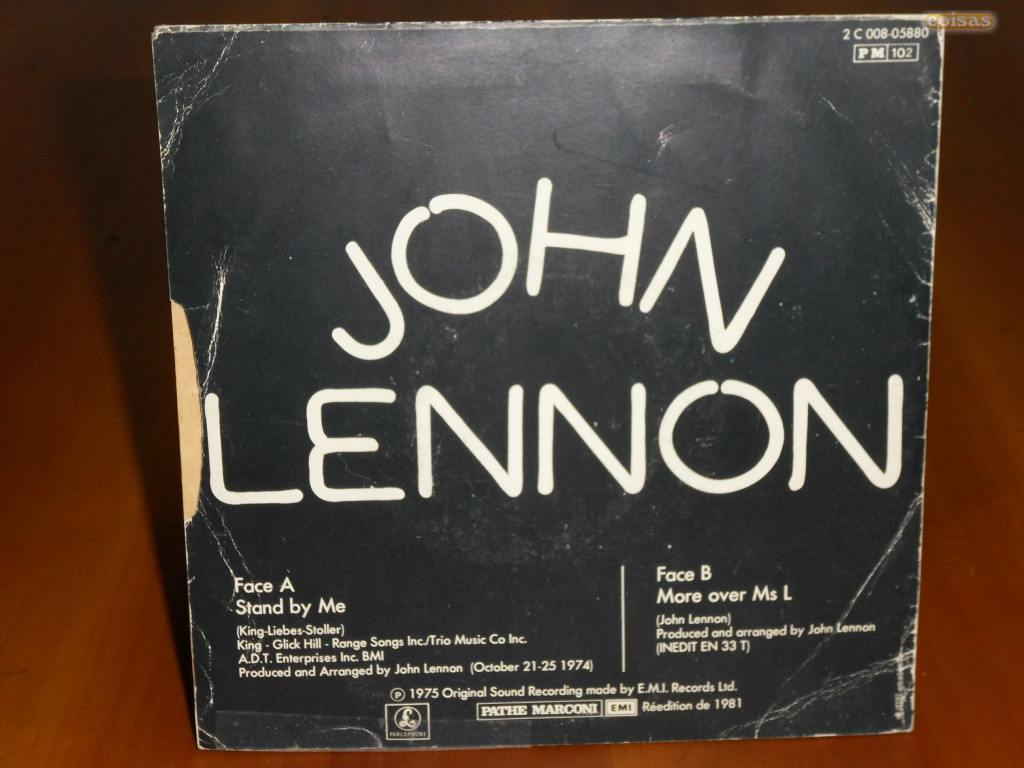 coisas
2 C 008-05880
PM 102
JOHN
LENNON
Face A
Stand by Me
(King-Liebes-Stoller)
King - Glick Hill - Range Songs Inc./Trio Music Co Inc.
A.D.T. Enterprises Inc. BMI
Produced and Arranged by John Lennon (October 21-25 1974)
Face B
More over Ms L
(John Lennon)
Produced and arranged by John Lennon
(INEDIT EN 33 T)
Ⓟ 1975 Original Sound Recording made by E.M.I. Records Ltd.
PATHE MARCONI EMI Réedition de 1981
PARLOPHONE